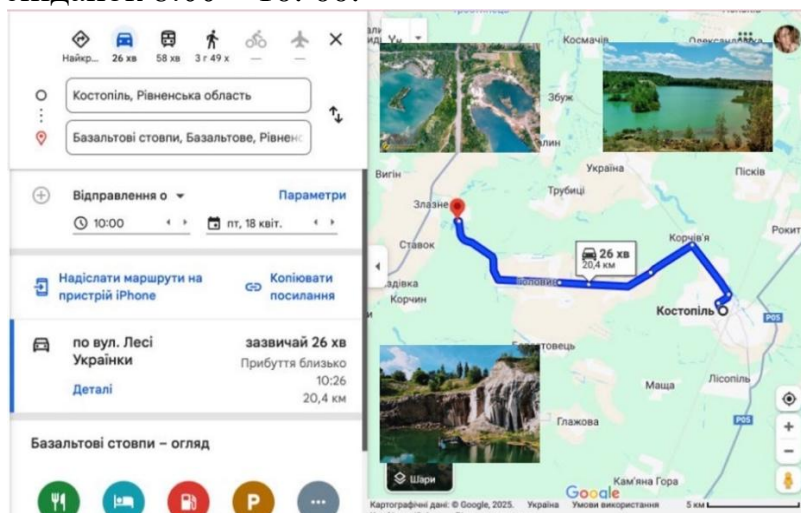 Найкр...
26 хв
58 хв
3 г 49 х
—
—
Костопіль, Рівненська область
Базальтові стовпи, Базальтове, Рівненс
Відправлення о
Параметри
10:00
пт, 18 квіт.
Надіслати маршрути на
пристрій iPhone
Копіювати
посилання
по вул. Лесі
Українки
зазвичай 26 хв
Прибуття близько
10:26
20,4 км
Деталі
Базальтові стовпи – огляд
P
Космачів
Збуж
Вигін
Україна
Пісків
Трубиці
Злазне
Рокит
Ставок
Корчів'я
26 хв
20,4 км
Корчин
Костопіль
P05
Лісопіль
Маща
P05
Глажова
Кам'яна Гора
Шари
Google
Картографічні дані: © Google, 2025.
Україна
Умови використання
5 км